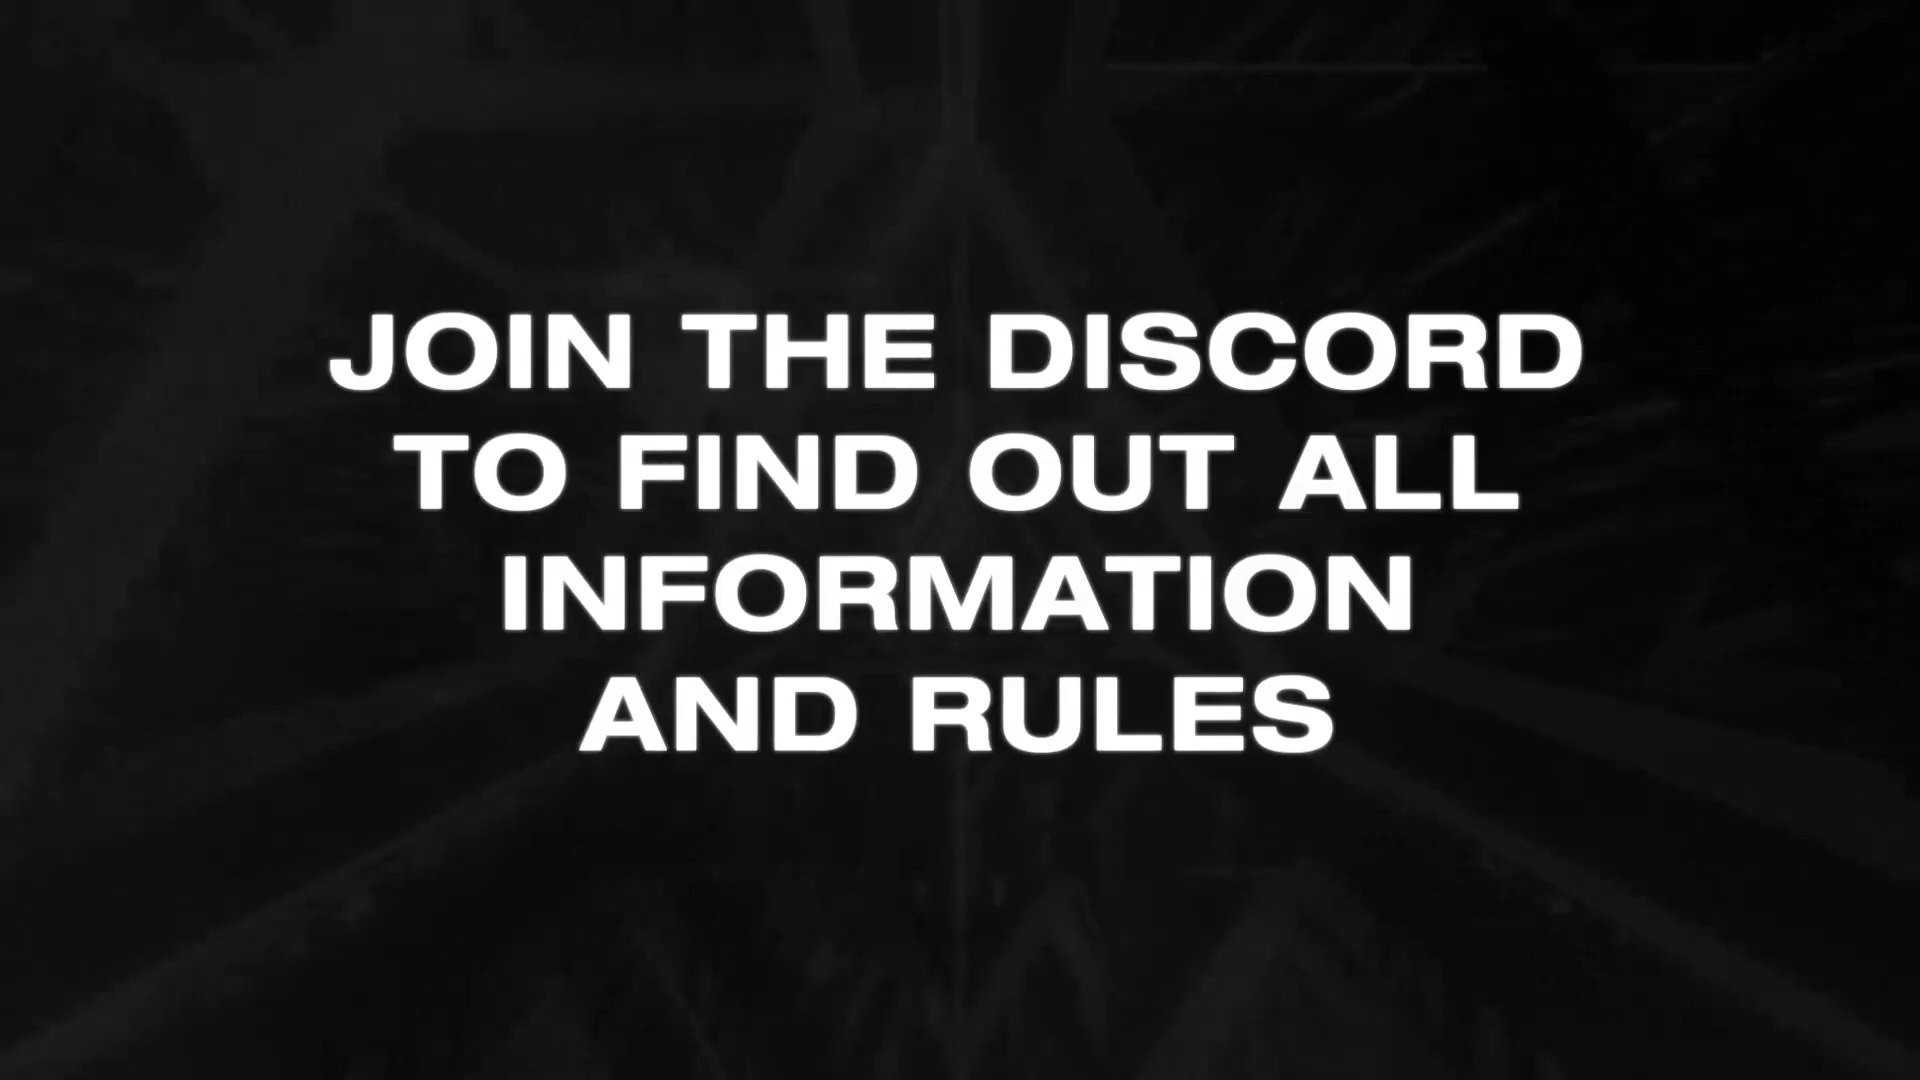 JOIN THE DISCORD
TO FIND OUT ALL
INFORMATION
AND RULES